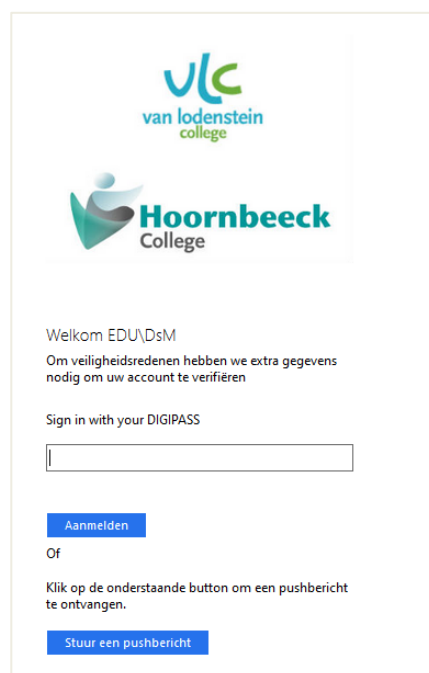 vlc
van lodenstein
college
Hoornbeeck
College
Welkom EDU\DsM
Om veiligheidsredenen hebben we extra gegevens
nodig om uw account te verifiëren
Sign in with your DIGIPASS
Aanmelden
Of
Klik op de onderstaande button om een pushbericht
te ontvangen.
Stuur een pushbericht